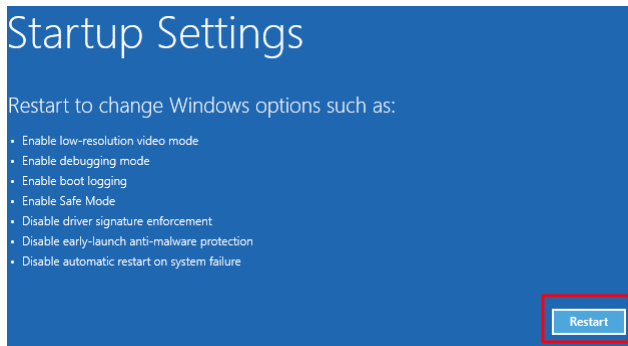 Startup Settings
Restart to change Windows options such as:
• Enable low-resolution video mode
• Enable debugging mode
• Enable boot logging
• Enable Safe Mode
• Disable driver signature enforcement
• Disable early-launch anti-malware protection
• Disable automatic restart on system failure
Restart